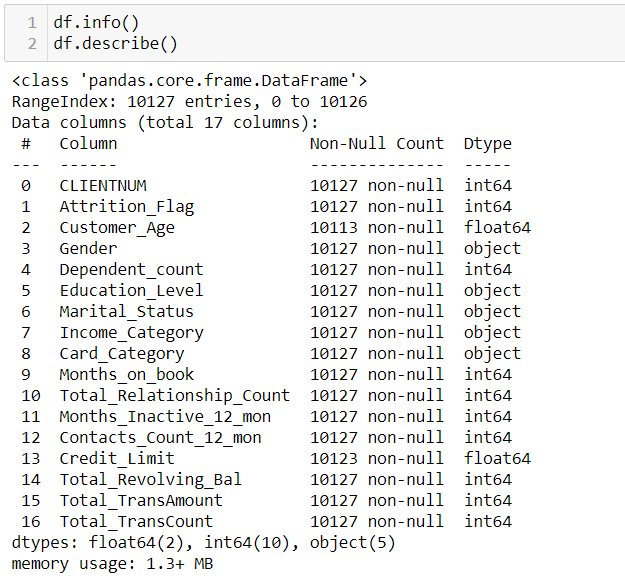 1 df.info()
2 df.describe()
<class 'pandas.core.frame.DataFrame'>
RangeIndex: 10127 entries, 0 to 10126
Data columns (total 17 columns):
 #   Column                    Non-Null Count  Dtype
---  ------                    --------------  -----
 0   CLIENTNUM                 10127 non-null  int64
 1   Attrition_Flag            10127 non-null  int64
 2   Customer_Age              10113 non-null  float64
 3   Gender                    10127 non-null  object
 4   Dependent_count           10127 non-null  int64
 5   Education_Level           10127 non-null  object
 6   Marital_Status            10127 non-null  object
 7   Income_Category           10127 non-null  object
 8   Card_Category             10127 non-null  object
 9   Months_on_book            10127 non-null  int64
 10  Total_Relationship_Count  10127 non-null  int64
 11  Months_Inactive_12_mon    10127 non-null  int64
 12  Contacts_Count_12_mon     10127 non-null  int64
 13  Credit_Limit              10123 non-null  float64
 14  Total_Revolving_Bal       10127 non-null  int64
 15  Total_TransAmount         10127 non-null  int64
 16  Total_TransCount          10127 non-null  int64
dtypes: float64(2), int64(10), object(5)
memory usage: 1.3+ MB